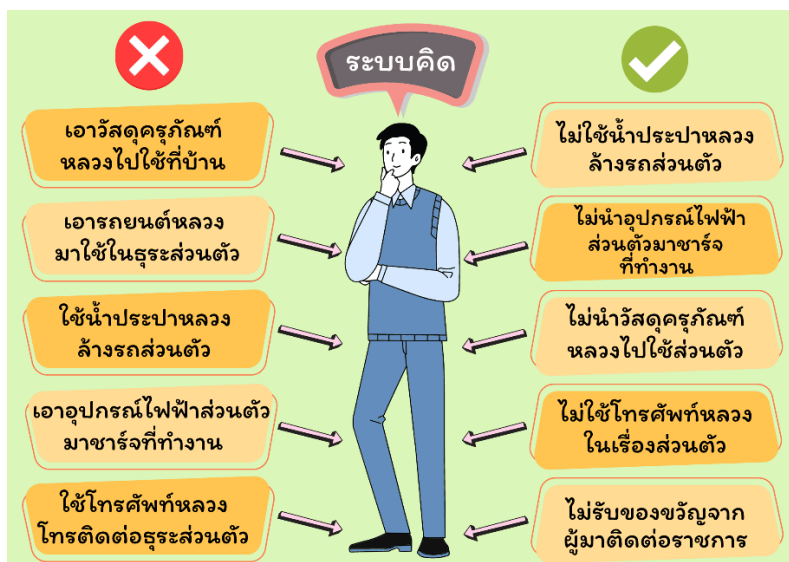 ระบบคิด
เอาวัสดุครุภัณฑ์
หลวงไปใช้ที่บ้าน
เอารถยนต์หลวง
มาใช้ในธุระส่วนตัว
ใช้น้ำประปาหลวง
ล้างรถส่วนตัว
เอาอุปกรณ์ไฟฟ้าส่วนตัว
มาชาร์จที่ทำงาน
ใช้โทรศัพท์หลวง
โทรติดต่อธุระส่วนตัว
ไม่ใช้น้ำประปาหลวง
ล้างรถส่วนตัว
ไม่นำอุปกรณ์ไฟฟ้า
ส่วนตัวมาชาร์จ
ที่ทำงาน
ไม่นำวัสดุครุภัณฑ์
หลวงไปใช้ส่วนตัว
ไม่ใช้โทรศัพท์หลวง
ในเรื่องส่วนตัว
ไม่รับของขวัญจาก
ผู้มาติดต่อราชการ